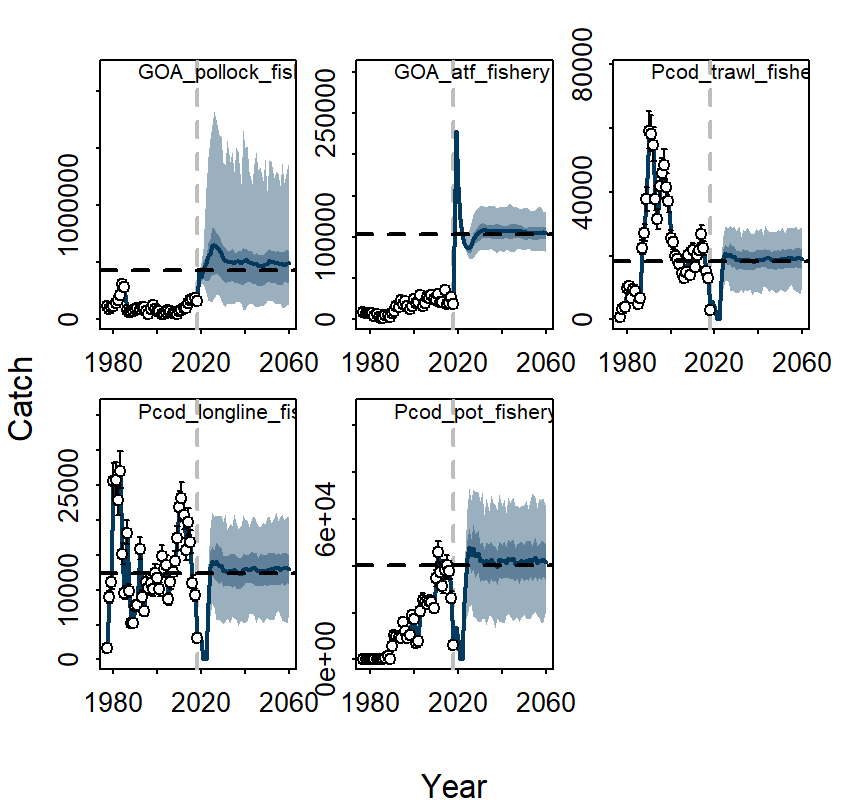 GOA_pollock_fis
GOA_atf_fishery
Pcod_trawl_fishe
0 1000000
0 100000 250000
0 40000 80000
1980 2020 2060
1980 2020 2060
1980 2020 2060
Catch
Pcod_longline_fis
Pcod_pot_fishery
0 10000 25000
0e+00 6e+04
1980 2020 2060
1980 2020 2060
Year